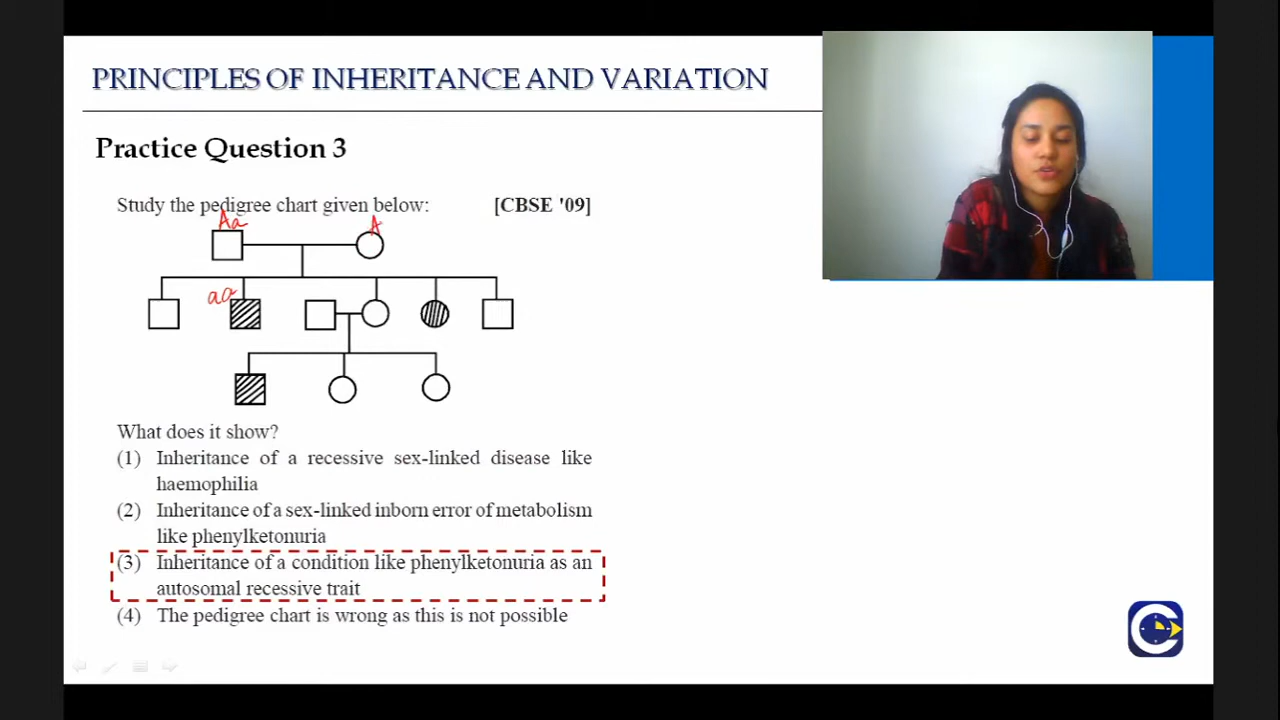 PRINCIPLES OF INHERITANCE AND VARIATION
Practice Question 3
Study the pedigree chart given below: [CBSE '09]
Aa A
aa
What does it show?
(1) Inheritance of a recessive sex-linked disease like
haemophilia
(2) Inheritance of a sex-linked inborn error of metabolism
like phenylketonuria
(3) Inheritance of a condition like phenylketonuria as an
autosomal recessive trait
(4) The pedigree chart is wrong as this is not possible